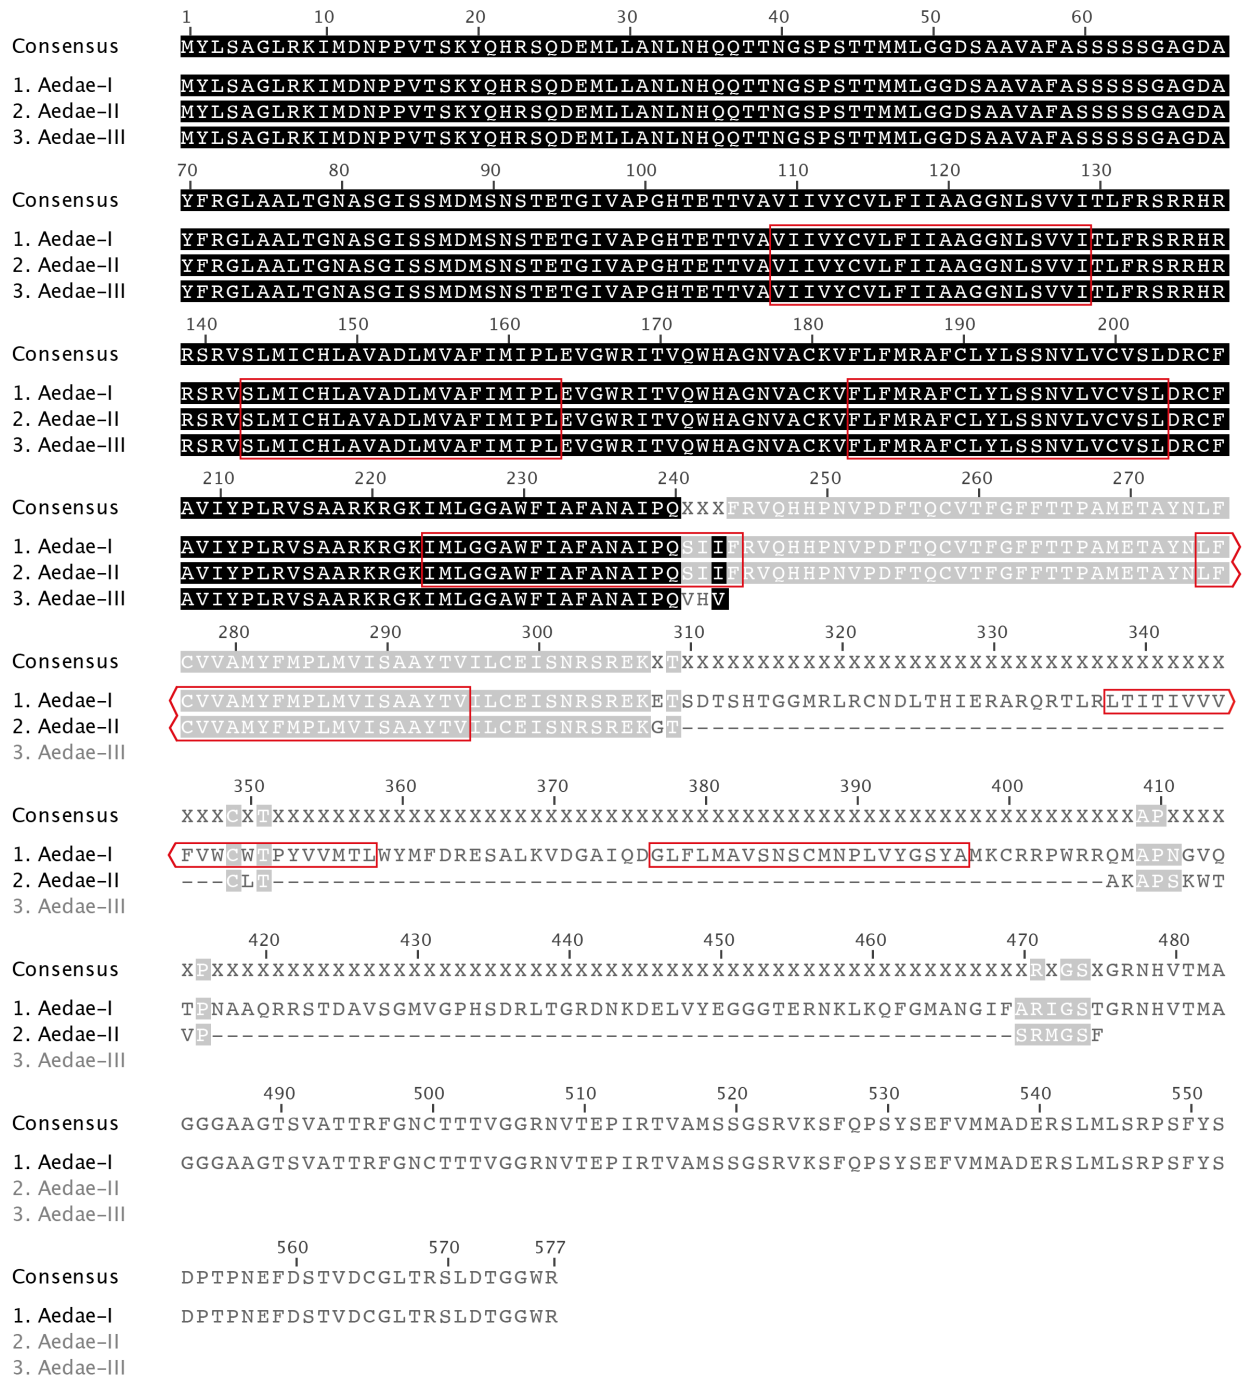 1 10 20 30 40 50 60
Consensus MYLSAGLRKIMDNPPVTSKYQHRSQDEMLLANLNHQQTTNGSPSTTMMLGGDSAAVAFASSSSSGAGDA
1. Aedae-I MYLSAGLRKIMDNPPVTSKYQHRSQDEMLLANLNHQQTTNGSPSTTMMLGGDSAAVAFASSSSSGAGDA
2. Aedae-II MYLSAGLRKIMDNPPVTSKYQHRSQDEMLLANLNHQQTTNGSPSTTMMLGGDSAAVAFASSSSSGAGDA
3. Aedae-III MYLSAGLRKIMDNPPVTSKYQHRSQDEMLLANLNHQQTTNGSPSTTMMLGGDSAAVAFASSSSSGAGDA
70 80 90 100 110 120 130
Consensus YFRGLAALTGNASGISSMDMSNSTETGIVAPGHTETTVAVIIVYCVLFIIAAGGNLSVVITLFRSRRHR
1. Aedae-I YFRGLAALTGNASGISSMDMSNSTETGIVAPGHTETTVAVIIVYCVLFIIAAGGNLSVVITLFRSRRHR
2. Aedae-II YFRGLAALTGNASGISSMDMSNSTETGIVAPGHTETTVAVIIVYCVLFIIAAGGNLSVVITLFRSRRHR
3. Aedae-III YFRGLAALTGNASGISSMDMSNSTETGIVAPGHTETTVAVIIVYCVLFIIAAGGNLSVVITLFRSRRHR
140 150 160 170 180 190 200
Consensus RSRVSLMICHLAVADLMVAFIMIPLEVGWRITVQWHAGNVACKVFLFMRAFCLYLSSNVLVCVSLDRCF
1. Aedae-I RSRVSLMICHLAVADLMVAFIMIPLEVGWRITVQWHAGNVACKVFLFMRAFCLYLSSNVLVCVSLDRCF
2. Aedae-II RSRVSLMICHLAVADLMVAFIMIPLEVGWRITVQWHAGNVACKVFLFMRAFCLYLSSNVLVCVSLDRCF
3. Aedae-III RSRVSLMICHLAVADLMVAFIMIPLEVGWRITVQWHAGNVACKVFLFMRAFCLYLSSNVLVCVSLDRCF
210 220 230 240 250 260 270
Consensus AVIYPLRVSAARKRGKIMLGGAWFIAFANAIPQXXXFRVQHHPNVPDFTQCVTFGFFTTPAMETAYNLF
1. Aedae-I AVIYPLRVSAARKRGKIMLGGAWFIAFANAIPQSIIFRVQHHPNVPDFTQCVTFGFFTTPAMETAYNLF
2. Aedae-II AVIYPLRVSAARKRGKIMLGGAWFIAFANAIPQSIIFRVQHHPNVPDFTQCVTFGFFTTPAMETAYNLF
3. Aedae-III AVIYPLRVSAARKRGKIMLGGAWFIAFANAIPQVHV
280 290 300 310 320 330 340
Consensus CVVAMYFMPLMVISAAYTVILCEISNRSREKXTXXXXXXXXXXXXXXXXXXXXXXXXXXXXXXXXXXXX
1. Aedae-I CVVAMYFMPLMVISAAYTVILCEISNRSREKETSDTSHTGGMRLRCNDLTHIERARQRTLRLTITIVVV
2. Aedae-II CVVAMYFMPLMVISAAYTVILCEISNRSREKGT------------------------------------
3. Aedae-III
350 360 370 380 390 400 410
Consensus XXXCXTXXXXXXXXXXXXXXXXXXXXXXXXXXXXXXXXXXXXXXXXXXXXXXXXXXXXXXXXXAPXXXX
1. Aedae-I FVWCWTPYVVMTLWYMFDRESALKVDGAIQDGLFLMAVSNSCMNPLVYGSYAMKCRRPWRRQMAPNGVQ
2. Aedae-II ---CLT-------------------------------------------------------AKAPSKWT
3. Aedae-III
420 430 440 450 460 470 480
Consensus XPXXXXXXXXXXXXXXXXXXXXXXXXXXXXXXXXXXXXXXXXXXXXXXXXXXXXXXRXGSXGRNHVTMA
1. Aedae-I TPNAAQRRSTDAVSGMVGPHSDRLTGRDNKDELVYEGGGTERNKLKQFGMANGIFARIGSTGRNHVTMA
2. Aedae-II VP-----------------------------------------------------SRMGSF
3. Aedae-III
490 500 510 520 530 540 550
Consensus GGGAAGTSVATTRFGNCTTTVGGRNVTEPIRTVAMSSGSRVKSFQPSYSEFVMMADERSLMLSRPSFYS
1. Aedae-I GGGAAGTSVATTRFGNCTTTVGGRNVTEPIRTVAMSSGSRVKSFQPSYSEFVMMADERSLMLSRPSFYS
2. Aedae-II
3. Aedae-III
560 570 577
Consensus DPTPNEFDSTVDCGLTRSLDTGGWR
1. Aedae-I DPTPNEFDSTVDCGLTRSLDTGGWR
2. Aedae-II
3. Aedae-III